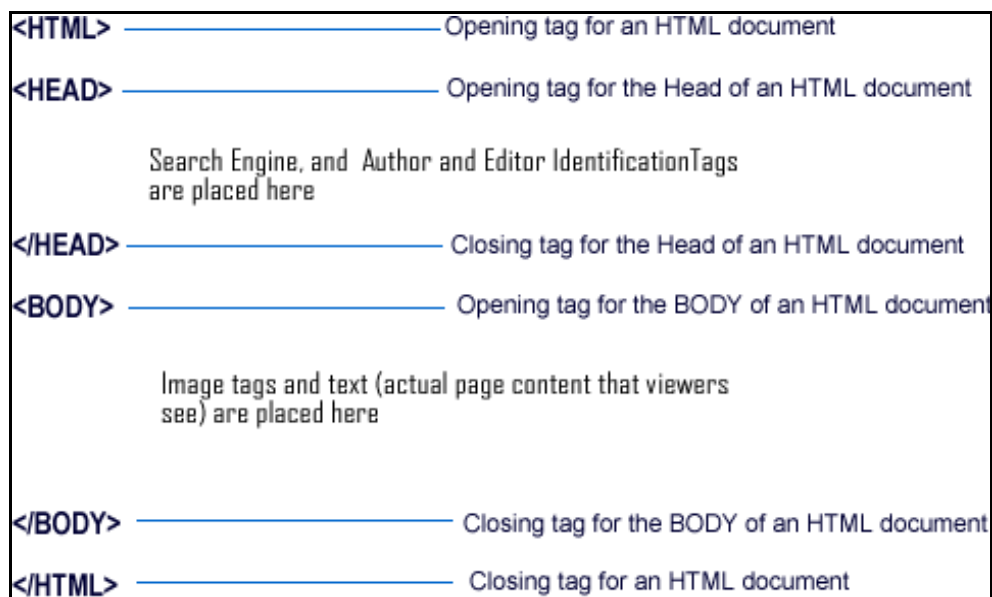 <HTML> Opening tag for an HTML document
<HEAD> Opening tag for the Head of an HTML document
Search Engine, and Author and Editor IdentificationTags
are placed here
</HEAD> Closing tag for the Head of an HTML document
<BODY> Opening tag for the BODY of an HTML document
Image tags and text (actual page content that viewers
see) are placed here
</BODY> Closing tag for the BODY of an HTML document
</HTML> Closing tag for an HTML document